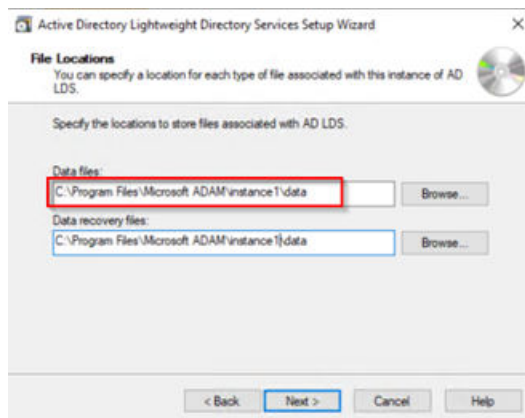 Active Directory Lightweight Directory Services Setup Wizard
File Locations
You can specify a location for each type of file associated with this instance of AD
LDS.
Specify the locations to store files associated with AD LDS.
Data files:
C:\Program Files\Microsoft ADAM\instance1\data
Browse...
Data recovery files:
C:\Program Files\Microsoft ADAM\instance1\data
Browse...
< Back
Next >
Cancel
Help